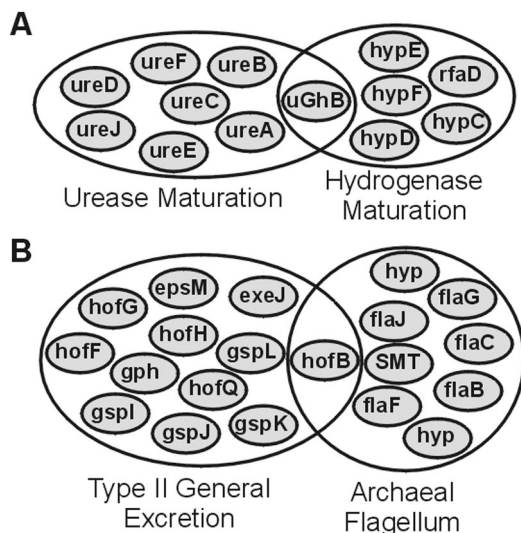 A
ureF
ureB
ureD
ureC
ureJ
ureA
ureE
uGhB
hypE
rfaD
hypF
hypC
hypD
Urease Maturation
Hydrogenase
Maturation
B
epsM
exeJ
hofG
hofH
hofF
gspL
gph
hofQ
gspI
gspJ
gspK
hofB
hyp
flaG
flaJ
flaC
SMT
flaB
flaF
hyp
Type II General
Excretion
Archaeal
Flagellum